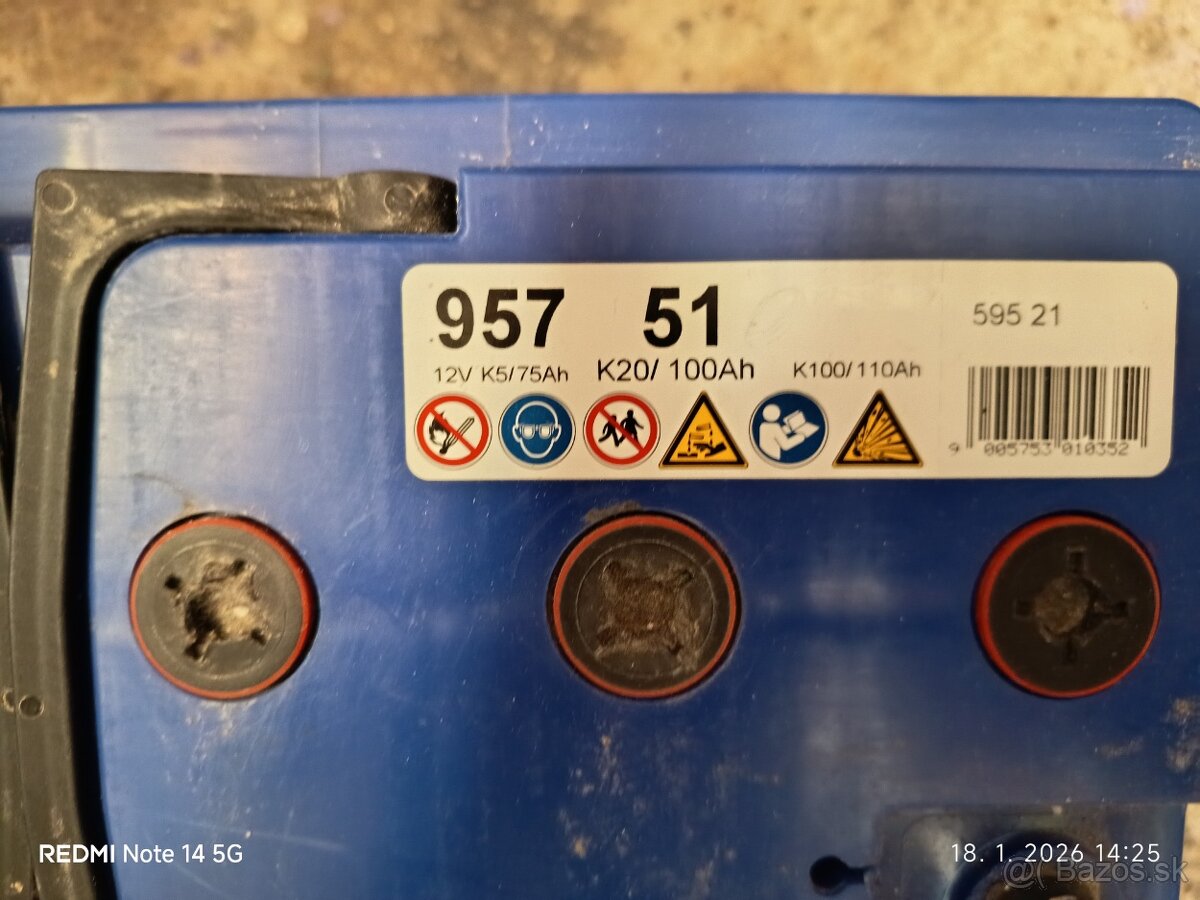 957 51
595 21
12V K5/75Ah K20/ 100Ah K100/110Ah
9 005753 010352
REDMI Note 14 5G
18. 1. 2026 14:25
@( Bazos.sk